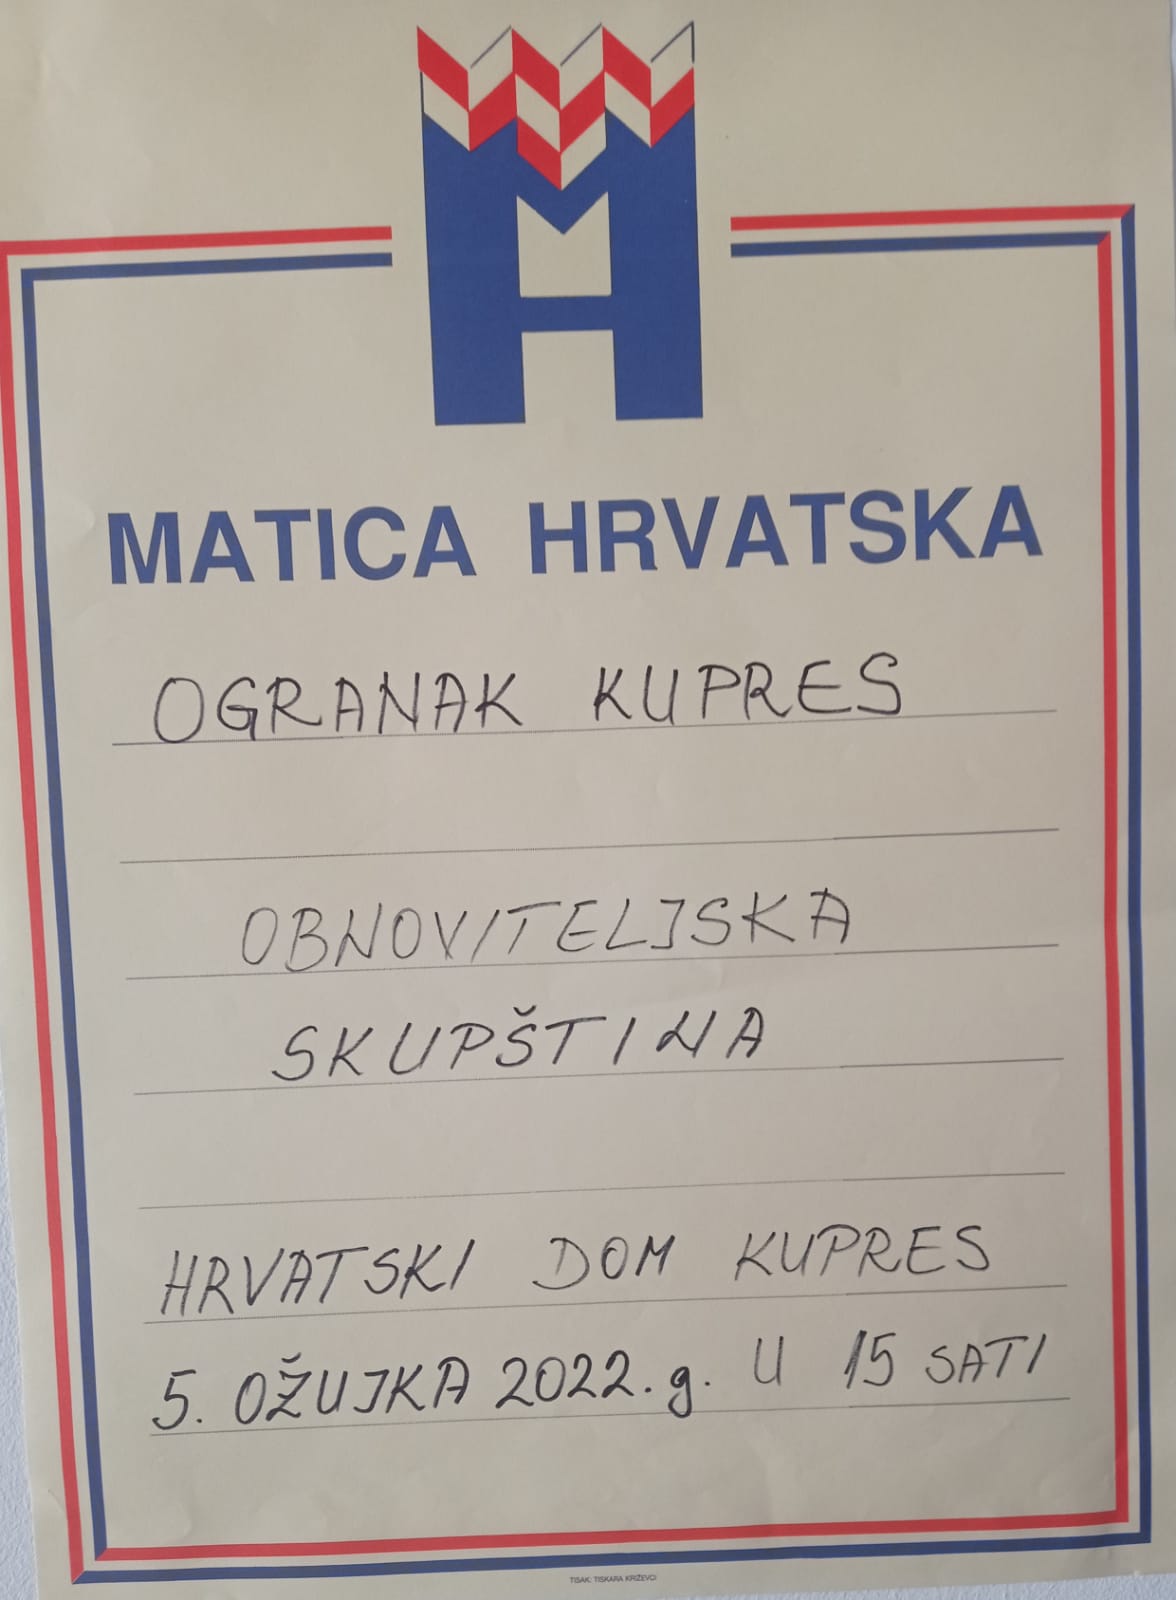 MATICA HRVATSKA
OGRANAK KUPRES
OBNOVITELJSKA
SKUPŠTINA
HRVATSKI DOM KUPRES
5. OŽUJKA 2022. g. U 15 SATI
TISAK: TISKARA KRIŽEVCI